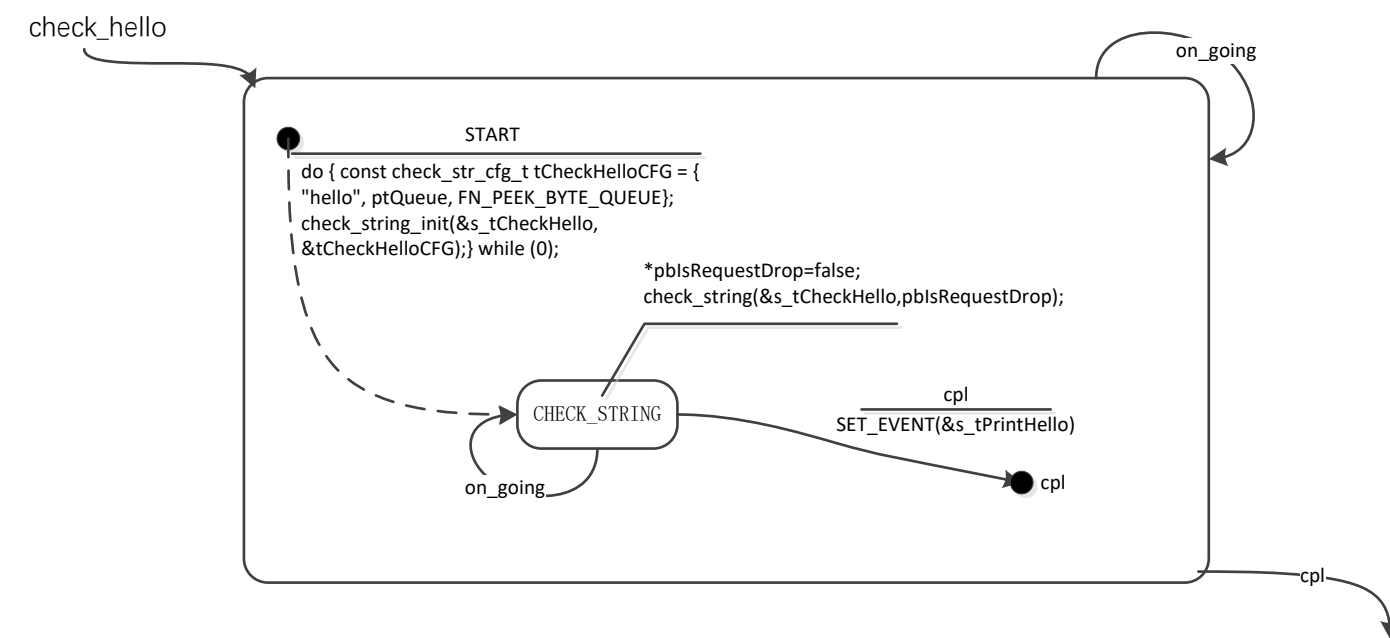 check_hello
on_going
START
do { const check_str_cfg_t tCheckHelloCFG = {
"hello", ptQueue, FN_PEEK_BYTE_QUEUE};
check_string_init(&s_tCheckHello,
&tCheckHelloCFG);} while (0);
*pbIsRequestDrop=false;
check_string(&s_tCheckHello,pbIsRequestDrop);
cpl
SET_EVENT(&s_tPrintHello)
CHECK_STRING
on_going
cpl
cpl